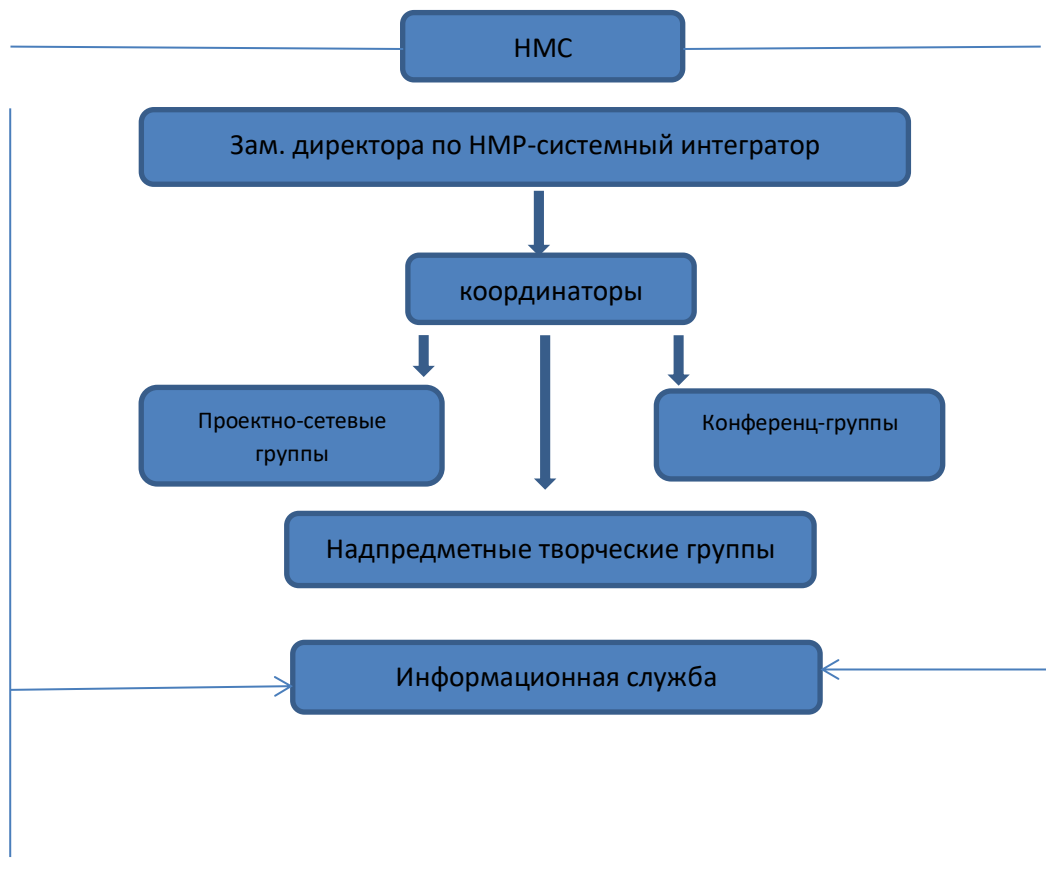 НМС
Зам. директора по НМР-системный интегратор
координаторы
Проектно-сетевые
группы
Конференц-группы
Надпредметные творческие группы
Информационная служба